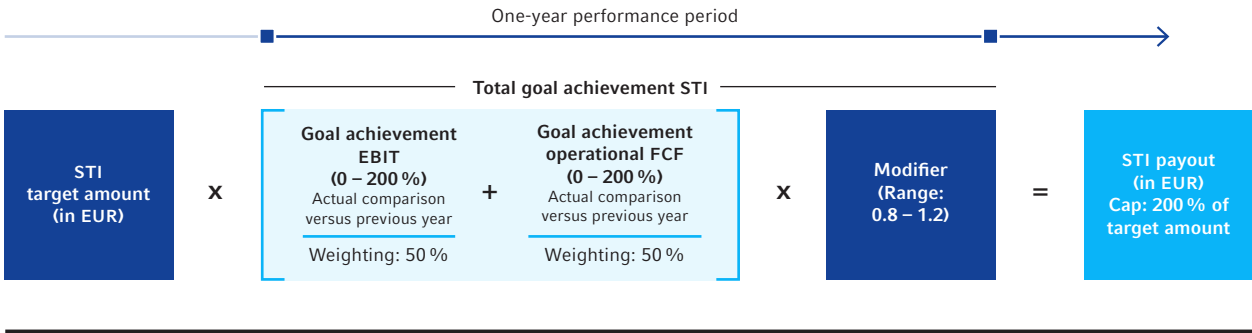 One-year performance period
Total goal achievement STI
STI
target amount
(in EUR)
x
Goal achievement
EBIT
(0 – 200 %)
Actual comparison
versus previous year
Weighting: 50 %
+
Goal achievement
operational FCF
(0 – 200 %)
Actual comparison
versus previous year
Weighting: 50 %
x
Modifier
(Range:
0.8 – 1.2)
=
STI payout
(in EUR)
Cap: 200 % of
target amount